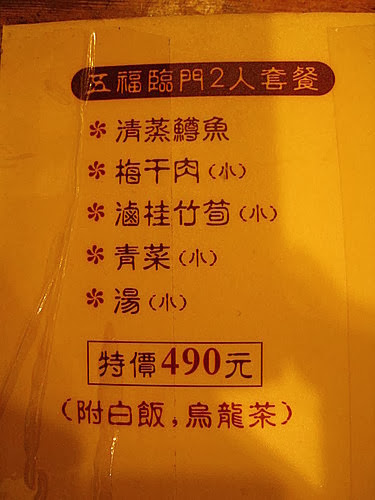 五福臨門2人套餐
✻ 清蒸鱒魚
✻ 梅干肉(小)
✻ 滷桂竹筍(小)
✻ 青菜(小)
✻ 湯(小)
特價490元
(附白飯,烏龍茶)